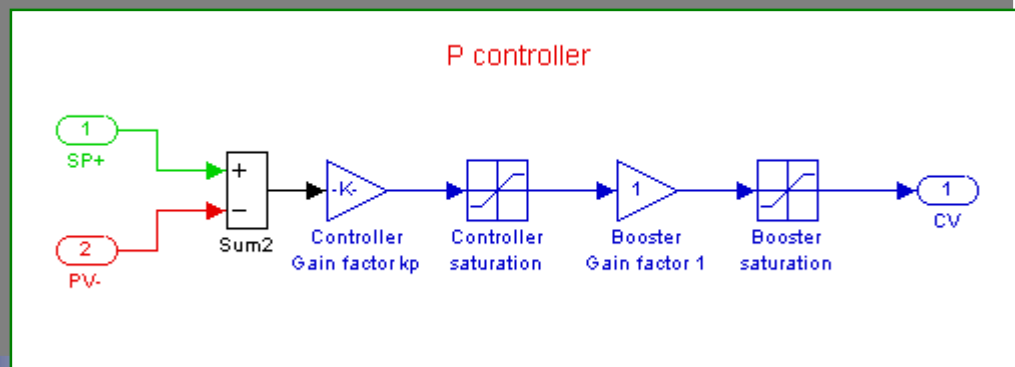 P controller
1
SP+
+
−
Sum2
2
PV-
-K-
Controller
Gain factor kp
Controller
saturation
1
Booster
Gain factor 1
Booster
saturation
1
CV